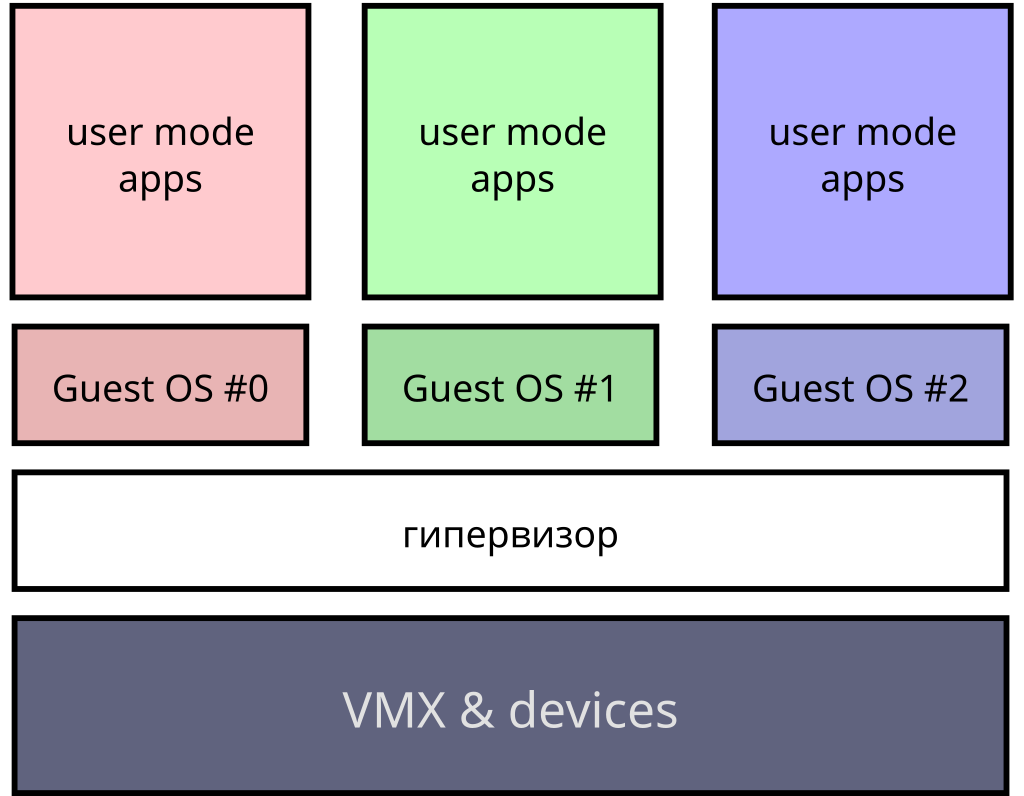 user mode
apps
user mode
apps
user mode
apps
Guest OS #0
Guest OS #1
Guest OS #2
гипервизор
VMX & devices